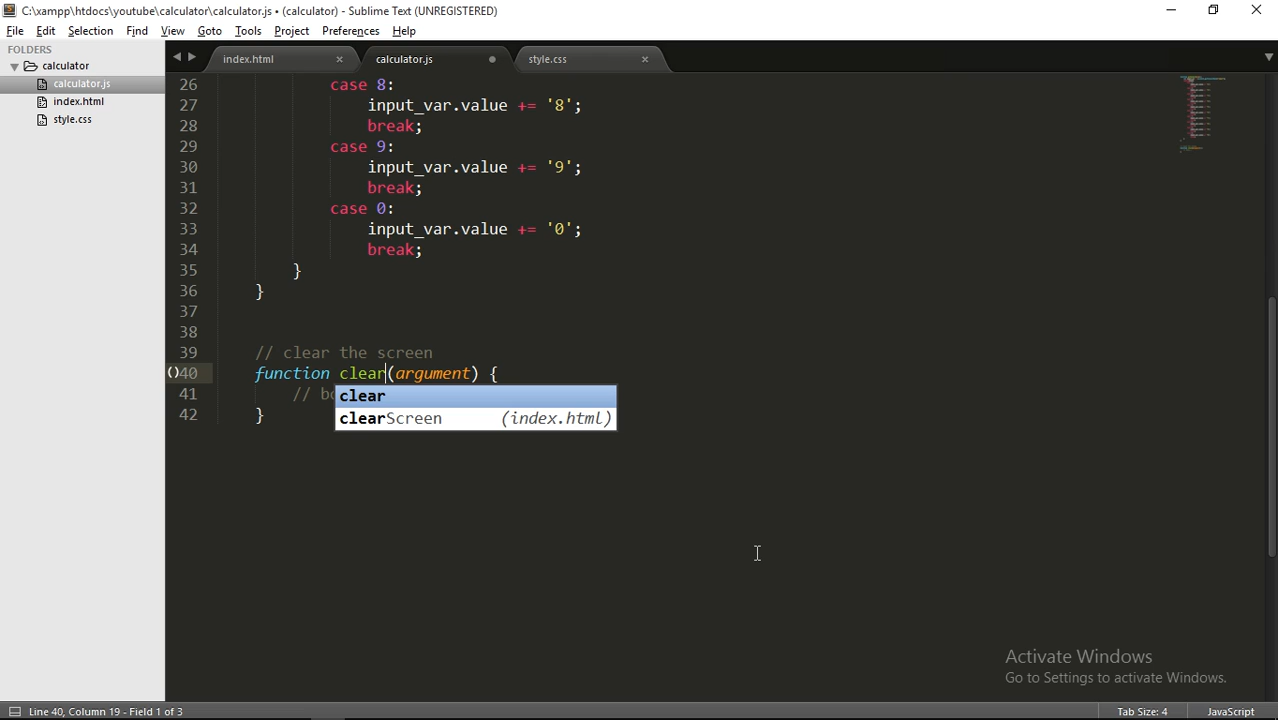 C:\xampp\htdocs\youtube\calculator\calculator.js • (calculator) - Sublime Text (UNREGISTERED)
File Edit Selection Find View Goto Tools Project Preferences Help
FOLDERS
calculator
calculator.js
index.html
style.css
index.html × calculator.js style.css ×
26 case 8:
27 input_var.value += '8';
28 break;
29 case 9:
30 input_var.value += '9';
31 break;
32 case 0:
33 input_var.value += '0';
34 break;
35 }
36 }
37
38
39 // clear the screen
()40 function clear(argument) {
41 // bo
42 }
clear
clearScreen (index.html)
Activate Windows
Go to Settings to activate Windows.
Line 40, Column 19 - Field 1 of 3 Tab Size: 4 JavaScript